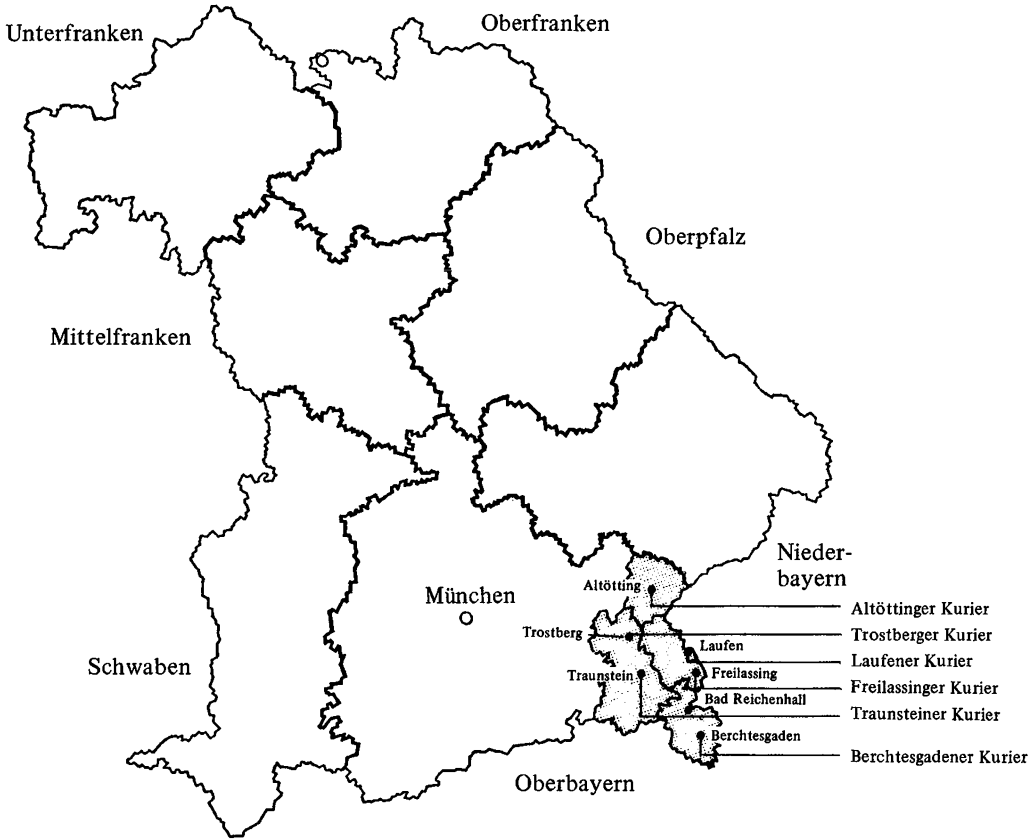 Unterfranken
Oberfranken
Oberpfalz
Mittelfranken
Nieder-
bayern
Altötting
München
Altöttinger Kurier
Trostberg
Trostberger Kurier
Laufen
Laufener Kurier
Schwaben
Traunstein
Freilassing
Freilassinger Kurier
Bad Reichenhall
Traunsteiner Kurier
Berchtesgaden
Berchtesgadener Kurier
Oberbayern